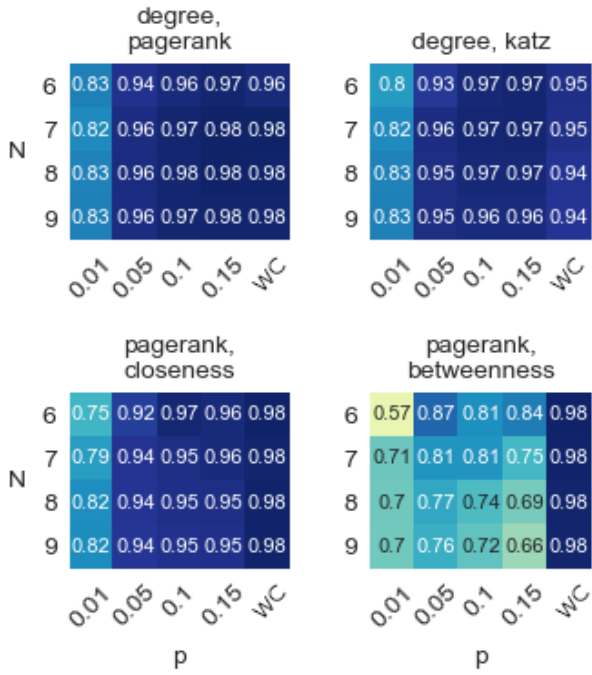 degree,
pagerank
degree, katz
N
6 0.83 0.94 0.96 0.97 0.96
7 0.82 0.96 0.97 0.98 0.98
8 0.83 0.96 0.98 0.98 0.98
9 0.83 0.96 0.97 0.98 0.98
0.01 0.05 0.1 0.15 WC
6 0.8 0.93 0.97 0.97 0.95
7 0.82 0.96 0.97 0.97 0.95
8 0.83 0.95 0.97 0.97 0.94
9 0.83 0.95 0.96 0.96 0.94
0.01 0.05 0.1 0.15 WC
pagerank,
closeness
N
6 0.75 0.92 0.97 0.96 0.98
7 0.79 0.94 0.95 0.96 0.98
8 0.82 0.94 0.95 0.95 0.98
9 0.82 0.94 0.95 0.95 0.98
0.01 0.05 0.1 0.15 WC
p
pagerank,
betweenness
6 0.57 0.87 0.81 0.84 0.98
7 0.71 0.81 0.81 0.75 0.98
8 0.7 0.77 0.74 0.69 0.98
9 0.7 0.76 0.72 0.66 0.98
0.01 0.05 0.1 0.15 WC
p